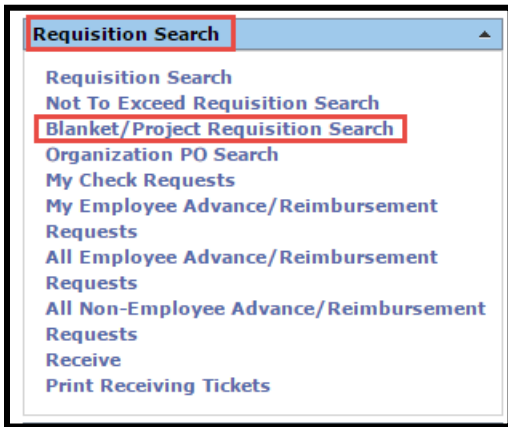 Requisition Search
Requisition Search
Not To Exceed Requisition Search
Blanket/Project Requisition Search
Organization PO Search
My Check Requests
My Employee Advance/Reimbursement
Requests
All Employee Advance/Reimbursement
Requests
All Non-Employee Advance/Reimbursement
Requests
Receive
Print Receiving Tickets